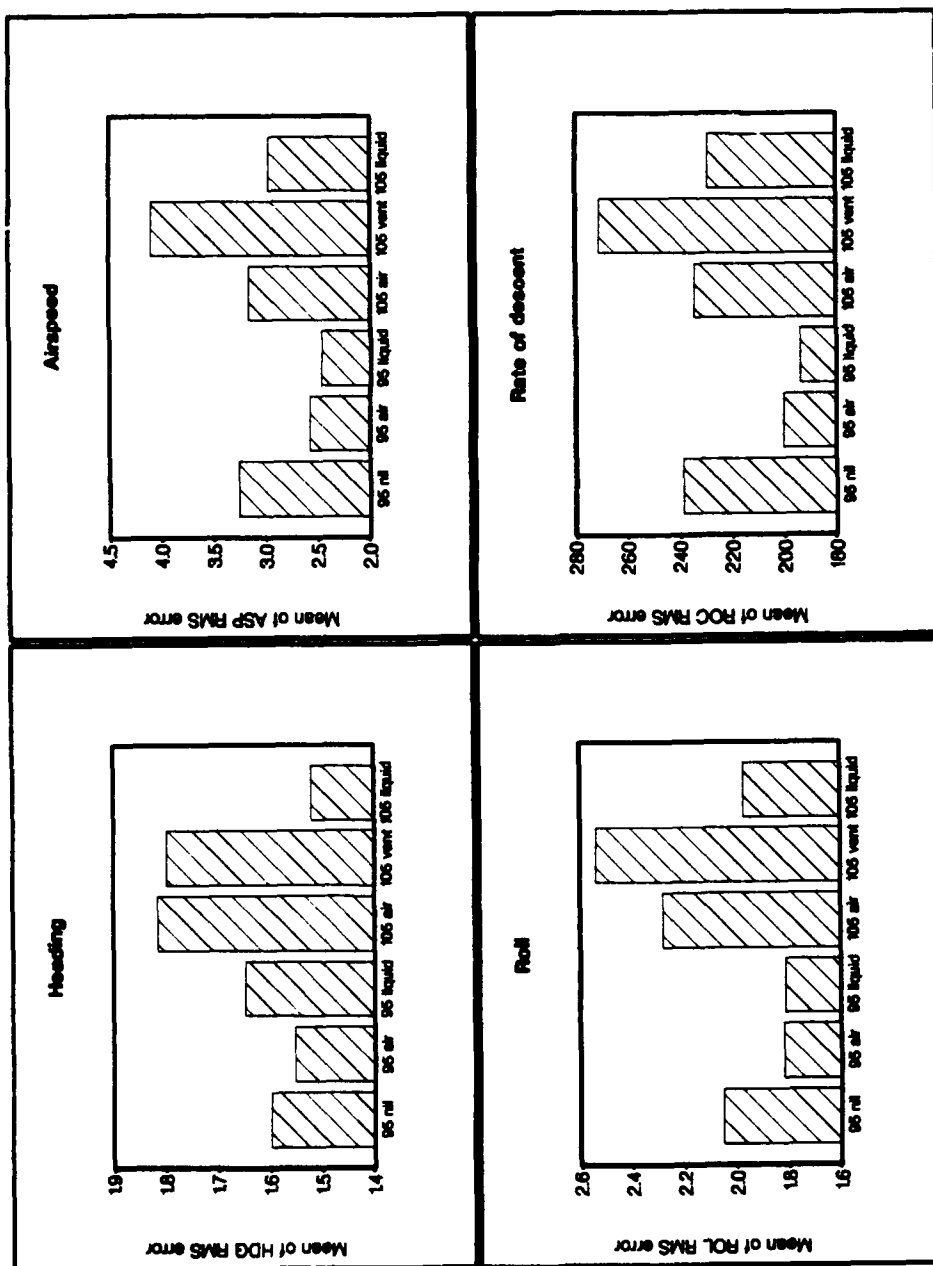 Heading
Mean of HDG RMS error
1.9
1.8
1.7
1.6
1.5
1.4
95 nil
95 air
95 liquid
105 air
105 vent
105 liquid
Airspeed
Mean of ASP RMS error
4.5
4.0
3.5
3.0
2.5
2.0
95 nil
95 air
95 liquid
105 air
105 vent
105 liquid
Roll
Mean of ROL RMS error
2.6
2.4
2.2
2.0
1.8
1.6
95 nil
95 air
95 liquid
105 air
105 vent
105 liquid
Rate of descent
Mean of ROC RMS error
280
260
240
220
200
180
95 nil
95 air
95 liquid
105 air
105 vent
105 liquid